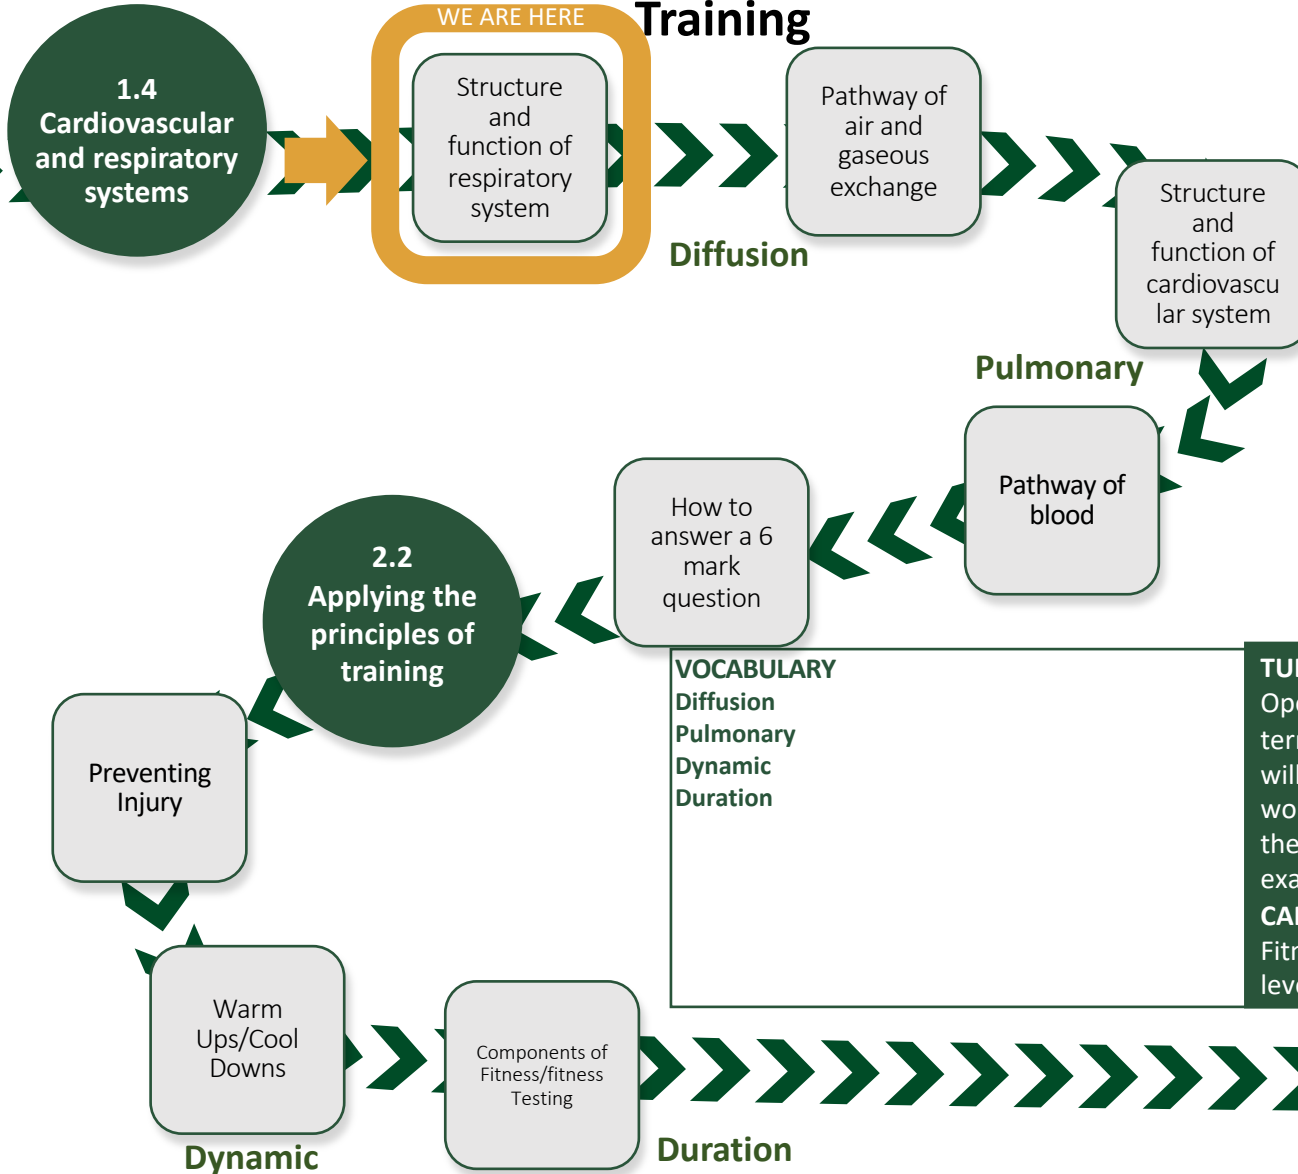 Training
WE ARE HERE
1.4
Cardiovascular
and respiratory
systems
Structure
and
function of
respiratory
system
Diffusion
Pathway of
air and
gaseous
exchange
Structure
and
function of
cardiovascu
lar system
Pulmonary
Pathway of
blood
How to
answer a 6
mark
question
2.2
Applying the
principles of
training
Preventing
Injury
Warm
Ups/Cool
Downs
Dynamic
Components of
Fitness/fitness
Testing
Duration
VOCABULARY
Diffusion
Pulmonary
Dynamic
Duration
will
the